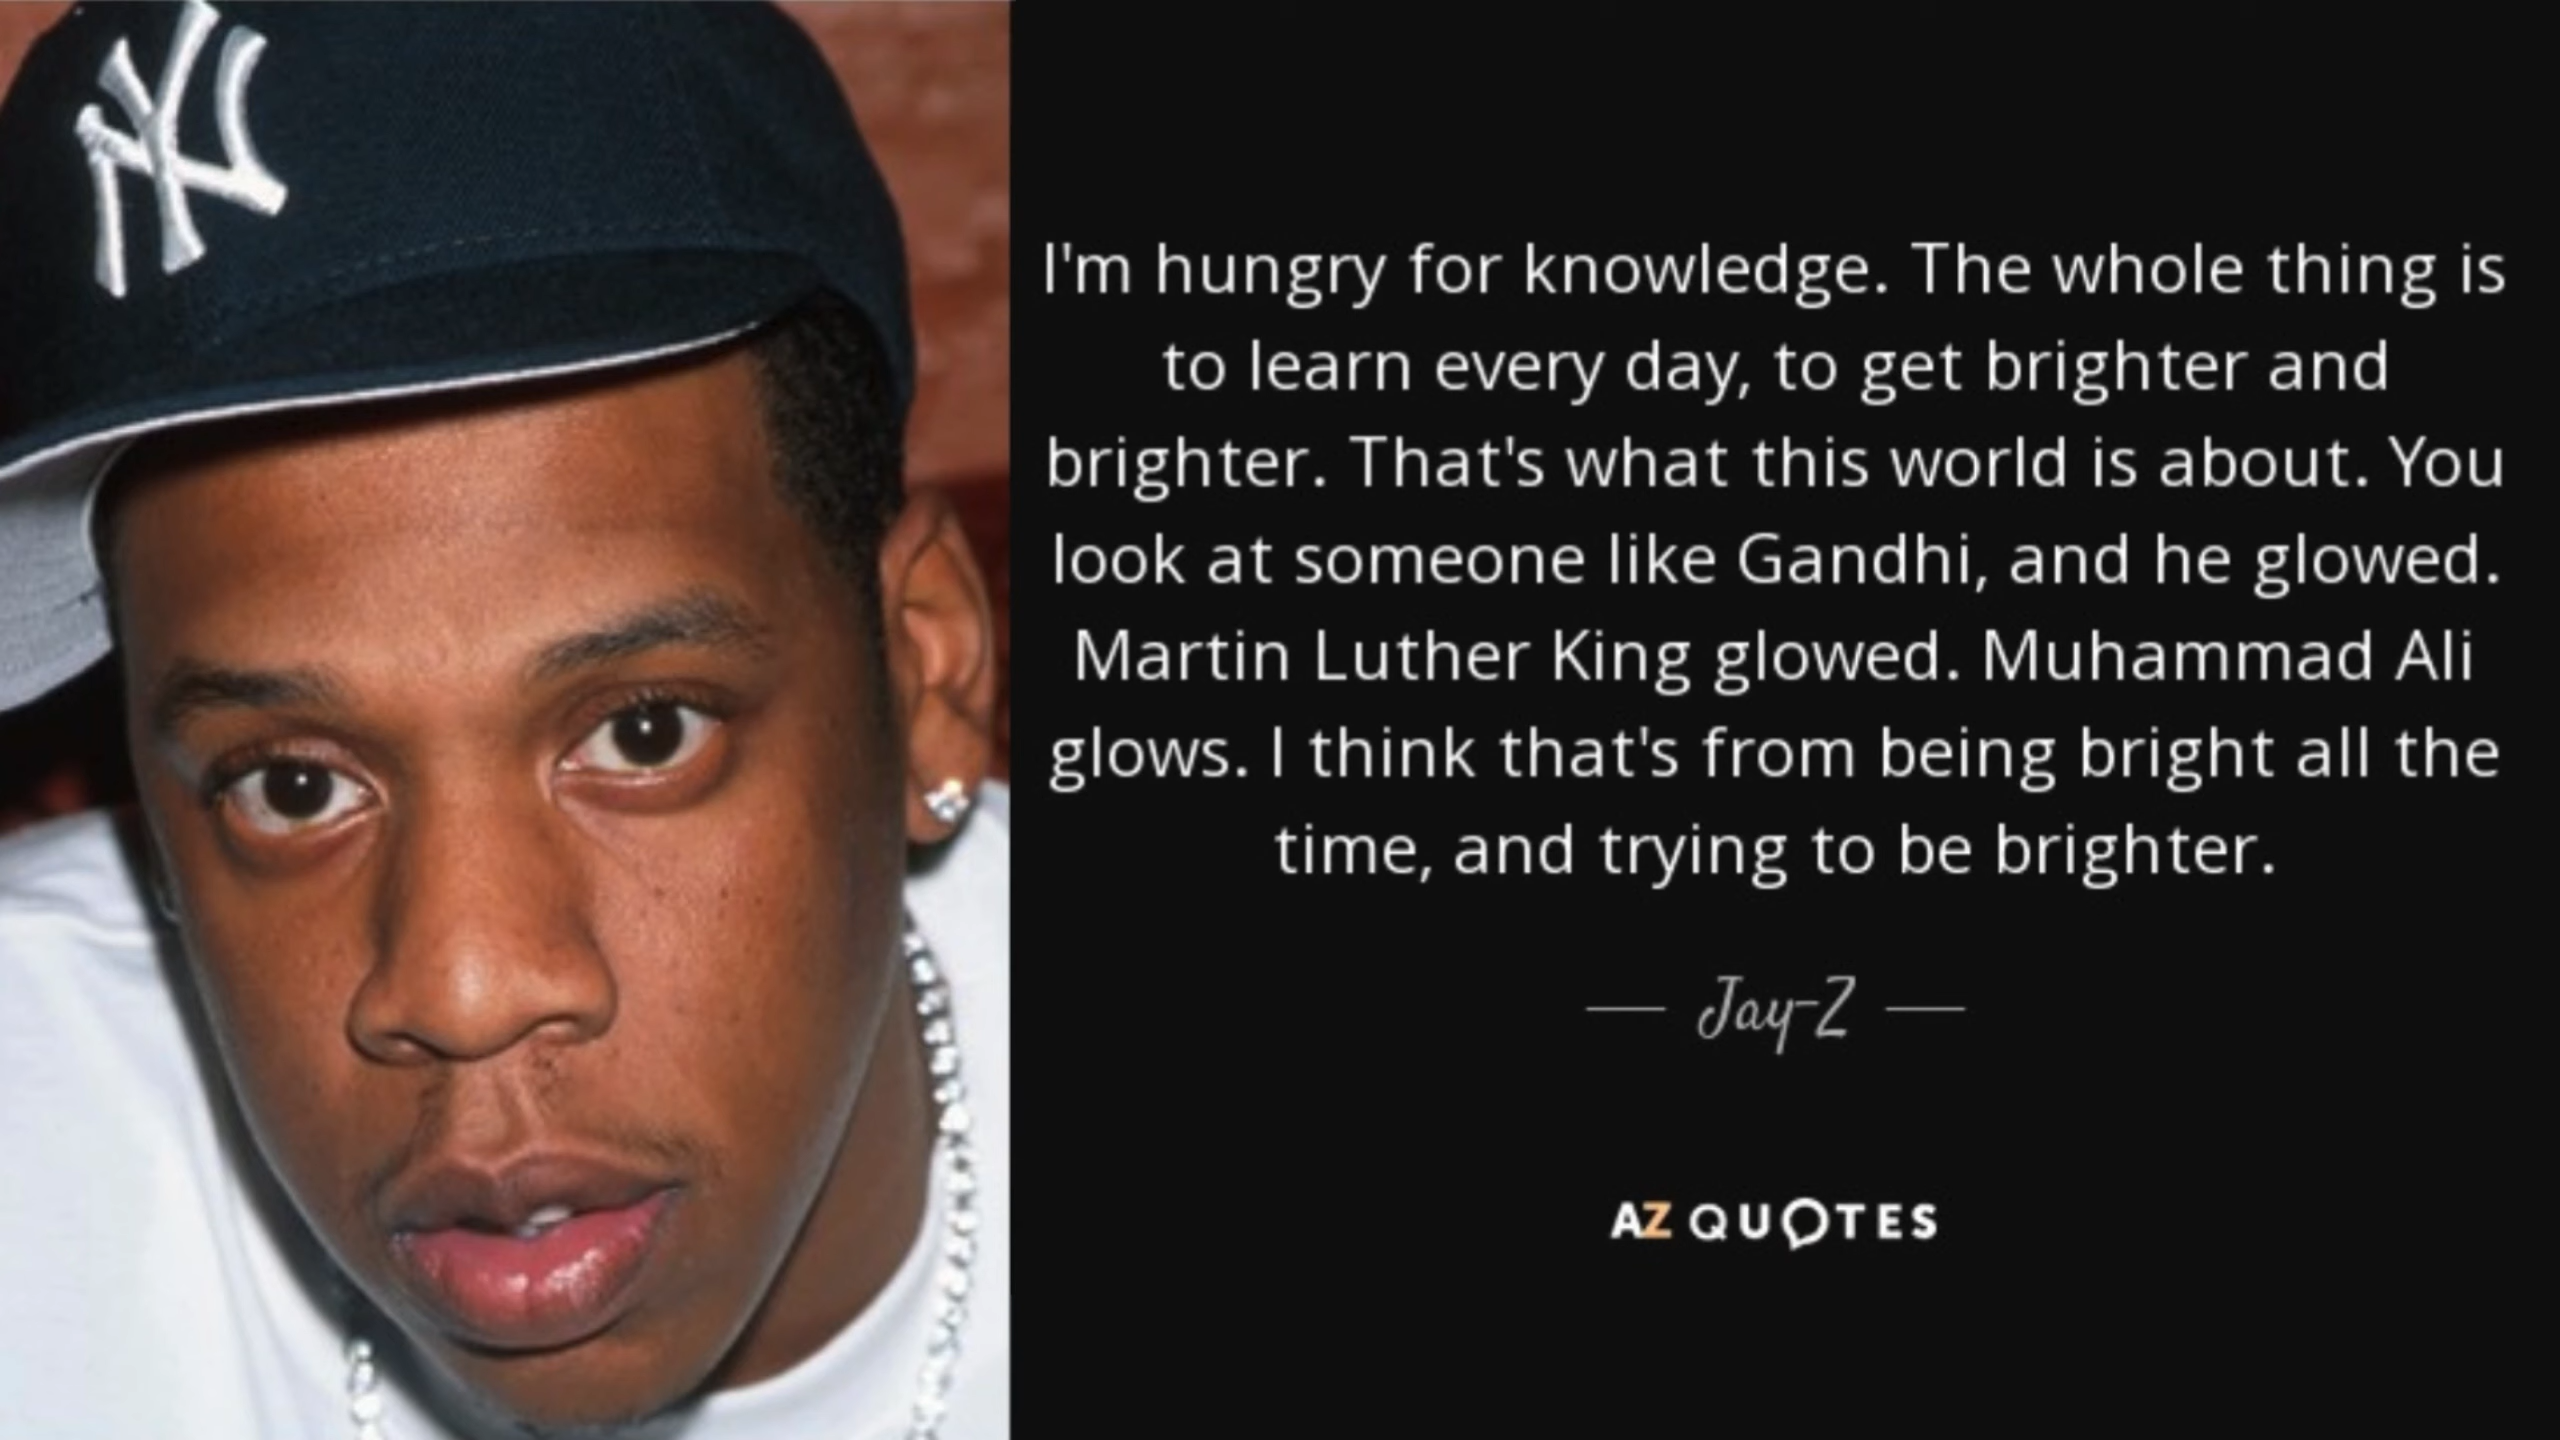 NY
I'm hungry for knowledge. The whole thing is
to learn every day, to get brighter and
brighter. That's what this world is about. You
look at someone like Gandhi, and he glowed.
Martin Luther King glowed. Muhammad Ali
glows. I think that's from being bright all the
time, and trying to be brighter.
— Jay-Z —
AZ QUOTES